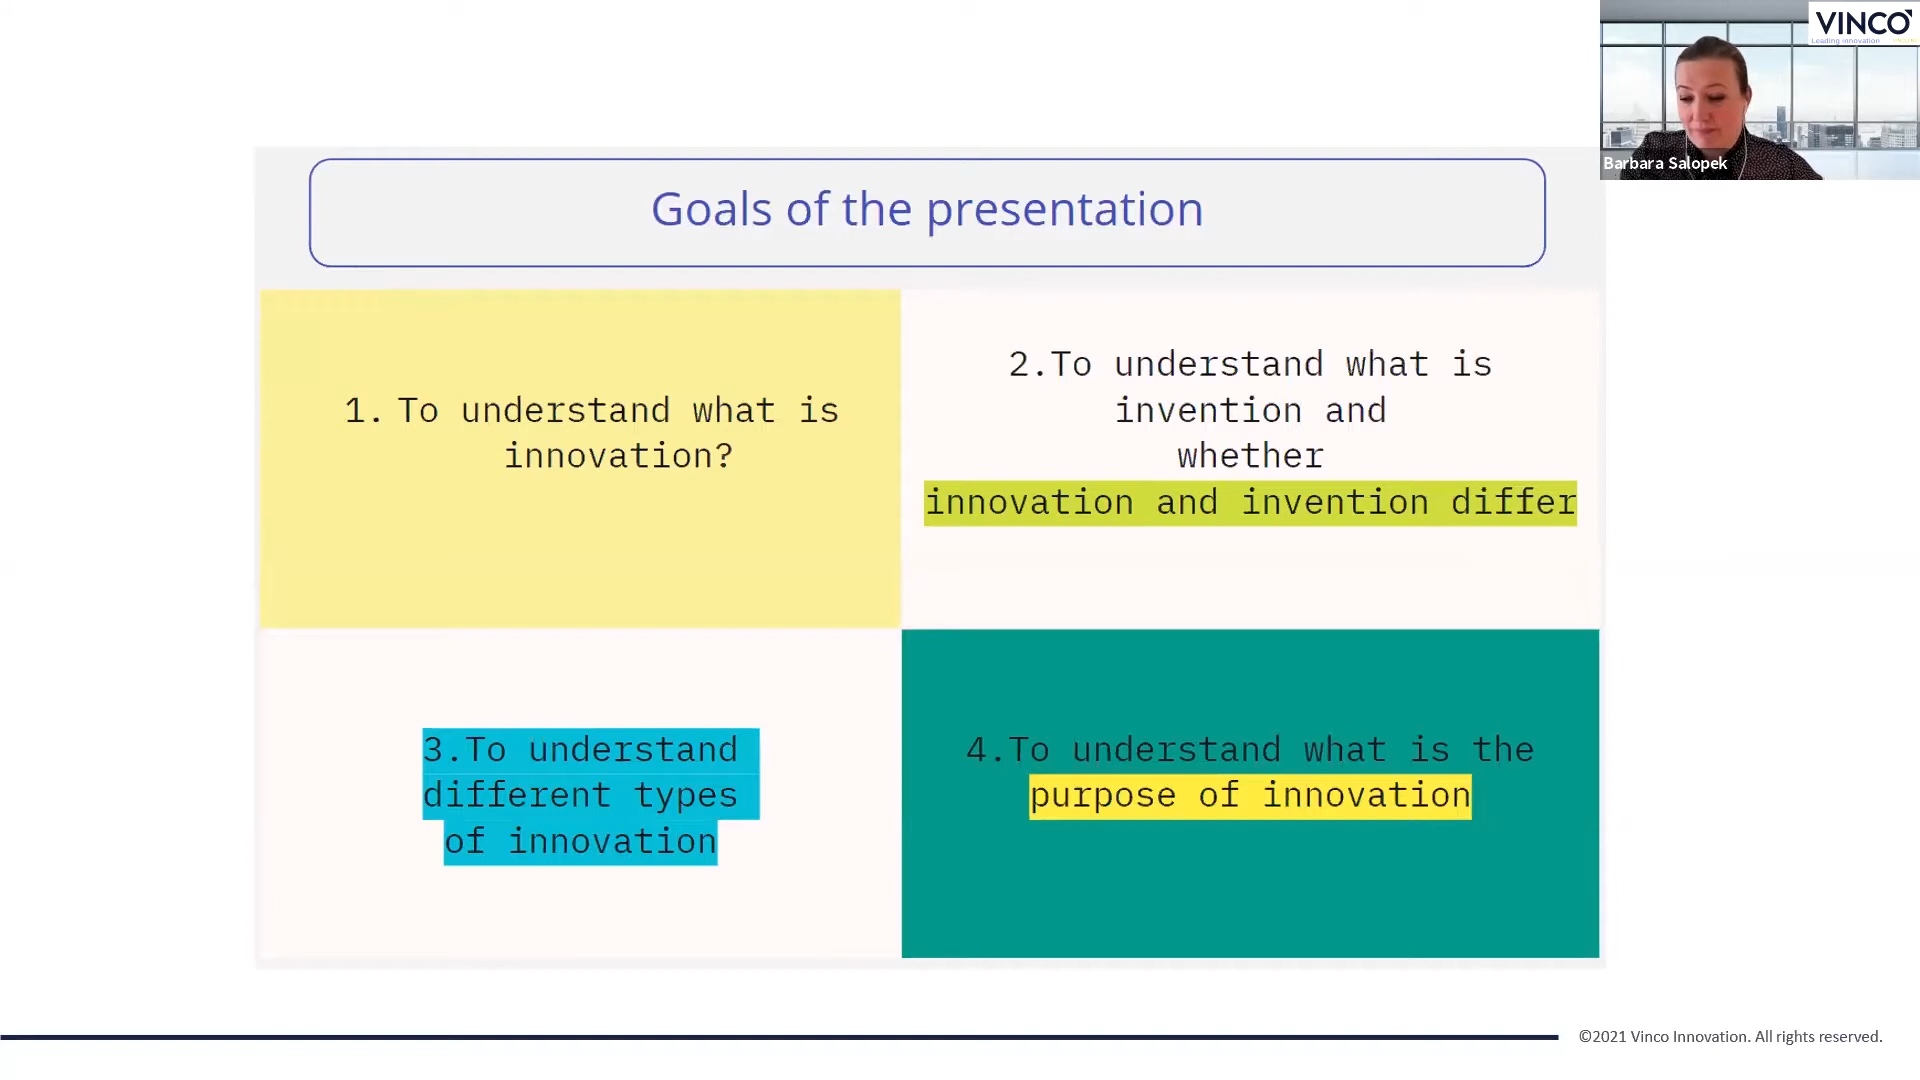 VINCO
Leading innovation
Barbara Salopek
Goals of the presentation
1. To understand what is
innovation?
2.To understand what is
invention and
whether
innovation and invention differ
3.To understand
different types
of innovation
4.To understand what is the
purpose of innovation
©2021 Vinco Innovation. All rights reserved.